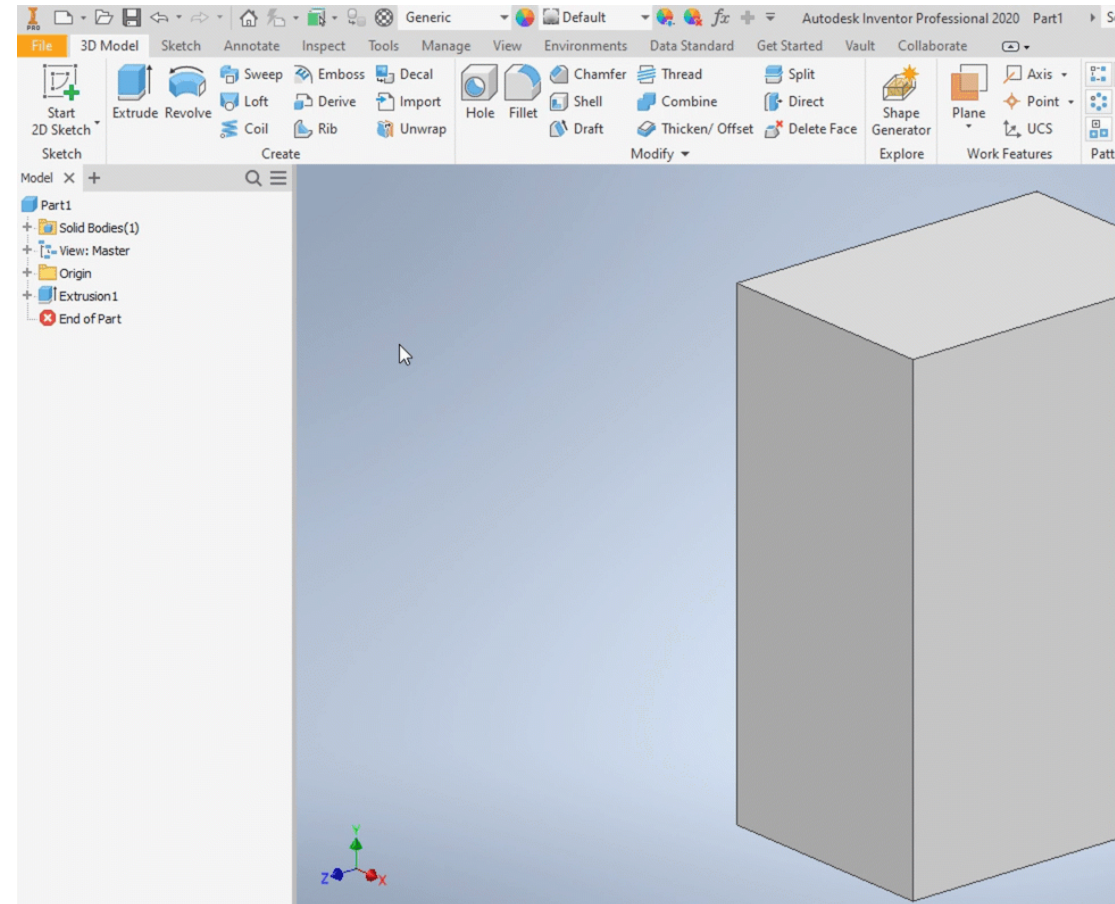 PRO Generic Default fx Autodesk Inventor Professional 2020 Part1 S
File 3D Model Sketch Annotate Inspect Tools Manage View Environments Data Standard Get Started Vault Collaborate
Sweep Emboss Decal Chamfer Thread Split Axis
Loft Derive Import Shell Combine Direct Point
Start 2D Sketch Extrude Revolve Hole Fillet Shape Generator Plane
Coil Rib Unwrap Draft Thicken/ Offset Delete Face UCS
Sketch Create Modify Explore Work Features Patt
Model
Part1
Solid Bodies(1)
View: Master
Origin
Extrusion1
End of Part
Y
Z X